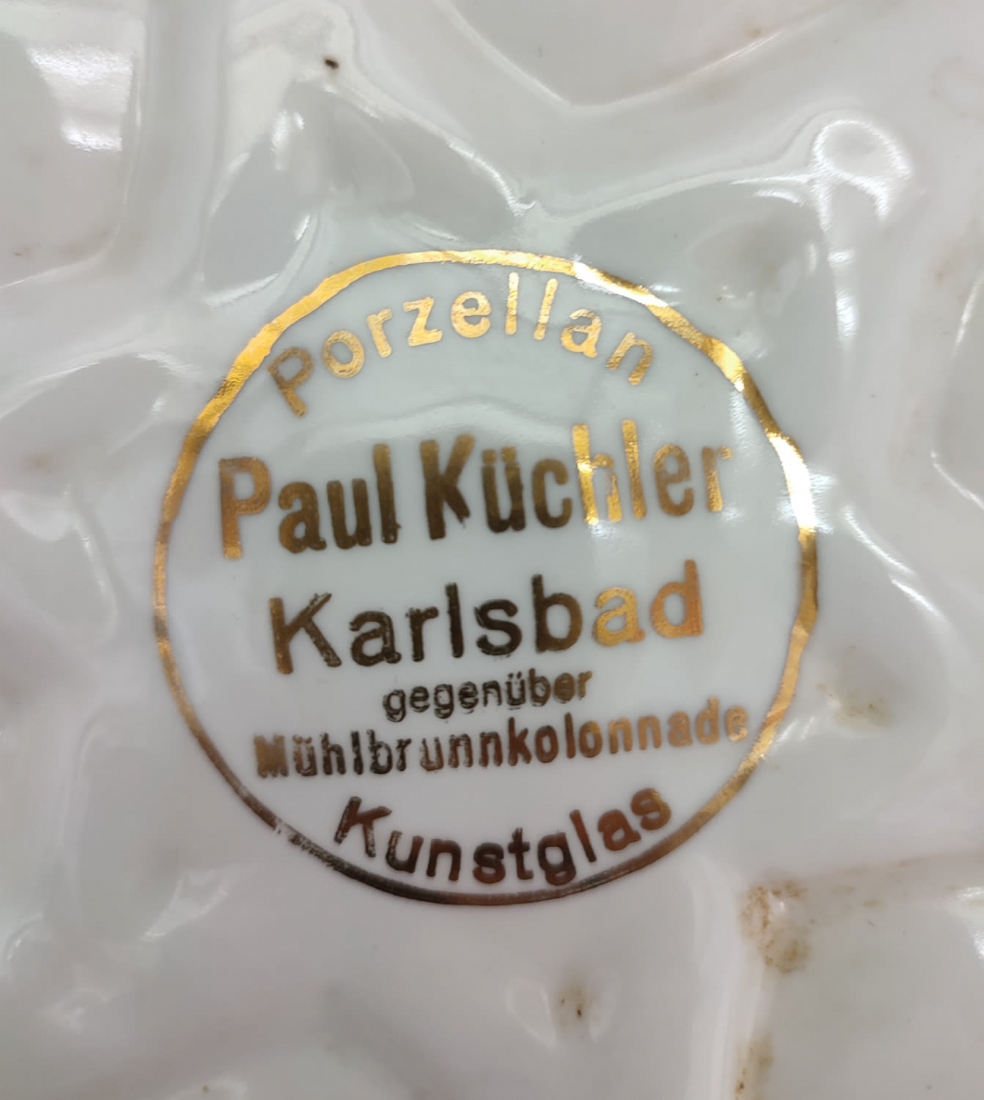 Porzellan
Paul Küchler
Karlsbad
gegenüber
Mühlbrunnkolonnade
Kunstglas